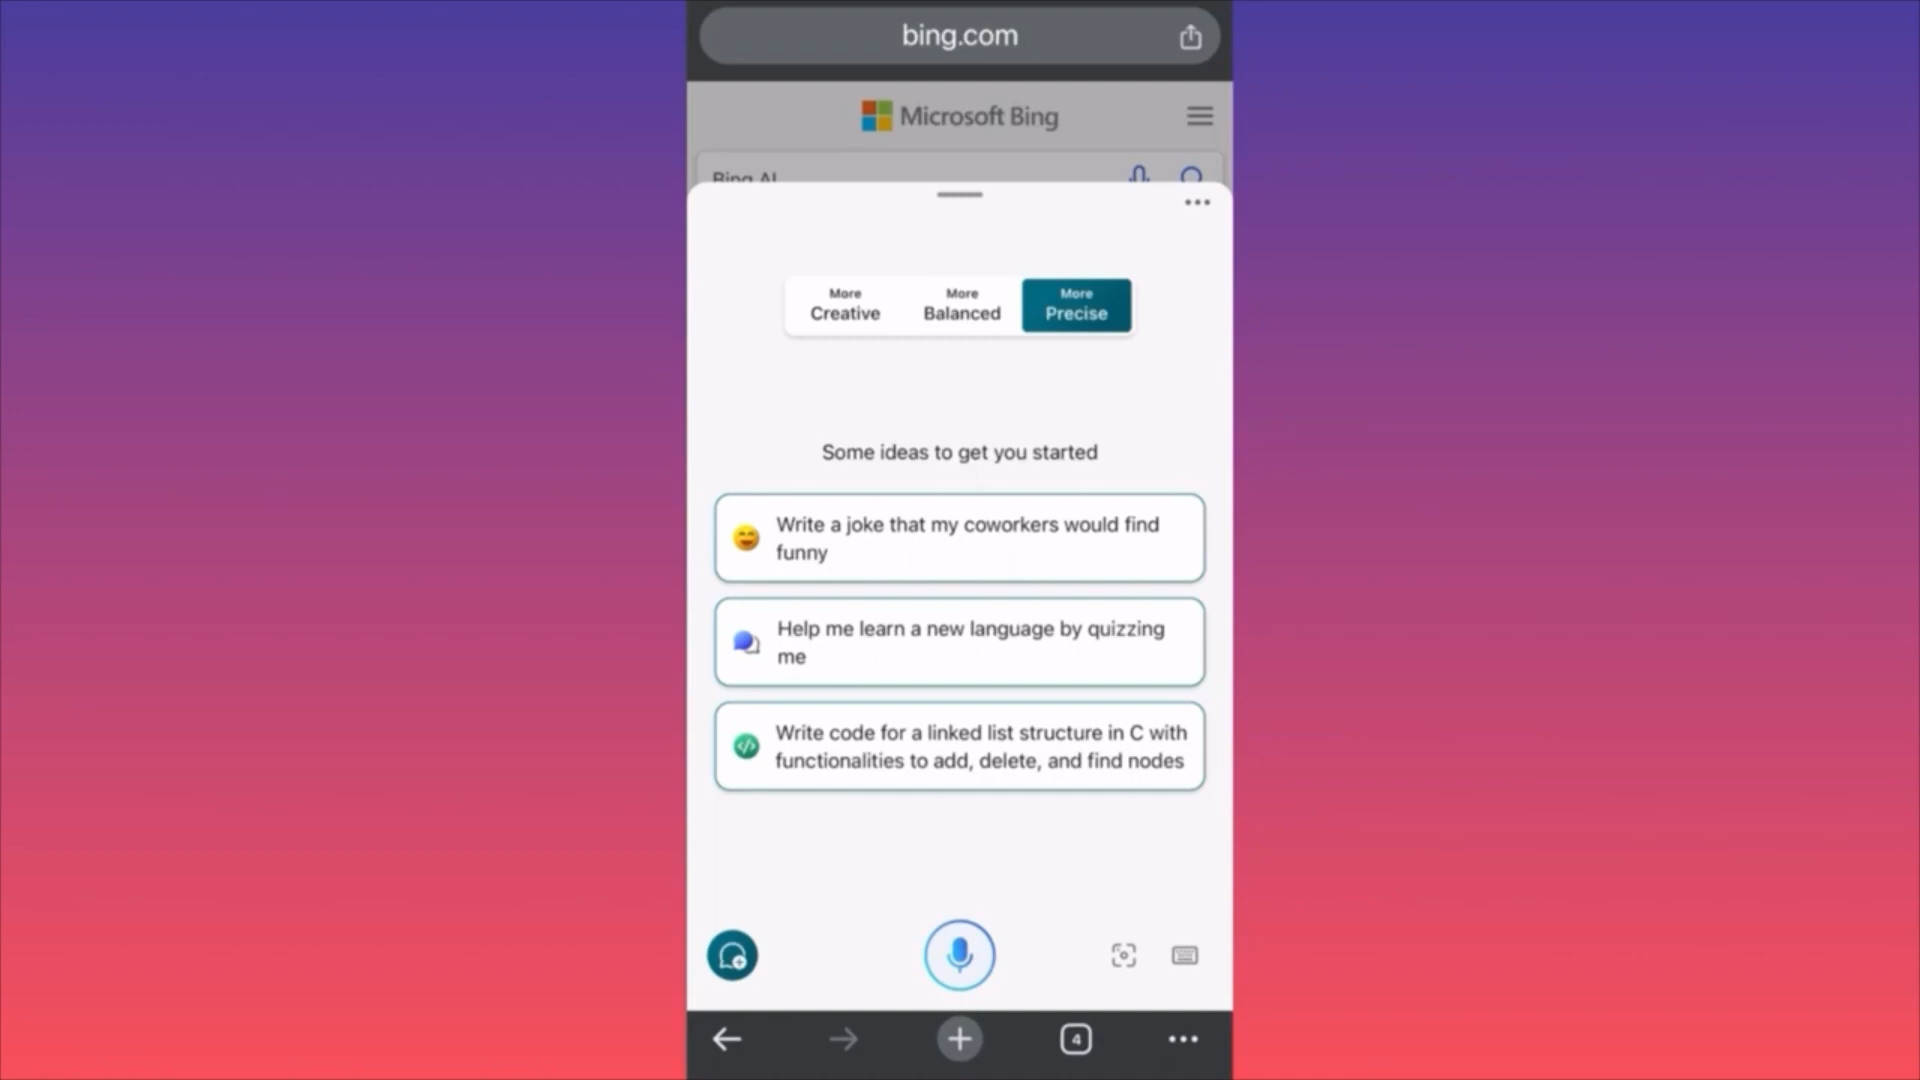 bing.com
Microsoft Bing
Bing AI
More
Creative
More
Balanced
More
Precise
Some ideas to get you started
Write a joke that my coworkers would find
funny
Help me learn a new language by quizzing
me
Write code for a linked list structure in C with
functionalities to add, delete, and find nodes
4